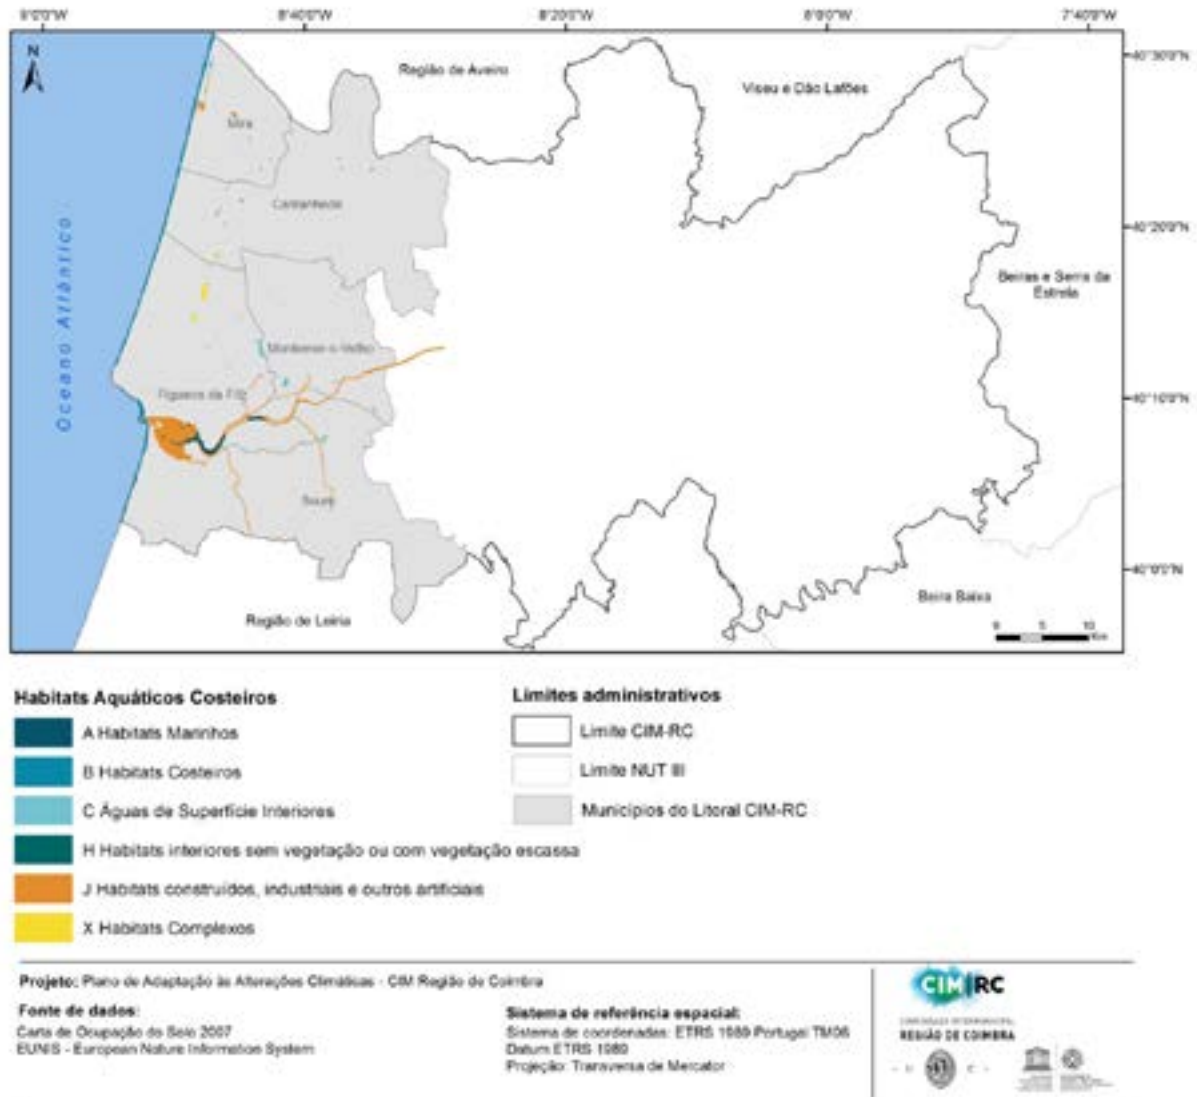 9°0'0"W
8°40'0"W
8°20'0"W
8°0'0"W
7°40'0"W
N
Região de Aveiro
Viseu e Dão Lafões
40°30'0"N
Mira
Cantanhede
40°20'0"N
Oceano Atlântico
Beiras e Serra da
Estrela
Montemor-o-Velho
Figueira da Foz
40°10'0"N
Soure
40°0'0"N
Região de Leiria
Beira Baixa
0 5 10
Km
Habitats Aquáticos Costeiros
A Habitats Marinhos
B Habitats Costeiros
C Águas de Superfície Interiores
H Habitats interiores sem vegetação ou com vegetação escassa
J Habitats construídos, industriais e outros artificiais
X Habitats Complexos
Limites administrativos
Limite CIM-RC
Limite NUT III
Municípios do Litoral CIM-RC
Projeto: Plano de Adaptação às Alterações Climáticas - CIM Região de Coimbra
Fonte de dados:
Carta de Ocupação do Solo 2007
EUNIS - European Nature Information System
Sistema de referência espacial:
Sistema de coordenadas: ETRS 1989 Portugal TM06
Datum ETRS 1989
Projeção: Transversa de Mercator
CIM|RC
COMUNIDADE INTERMUNICIPAL
REGIÃO DE COIMBRA
· U C ·